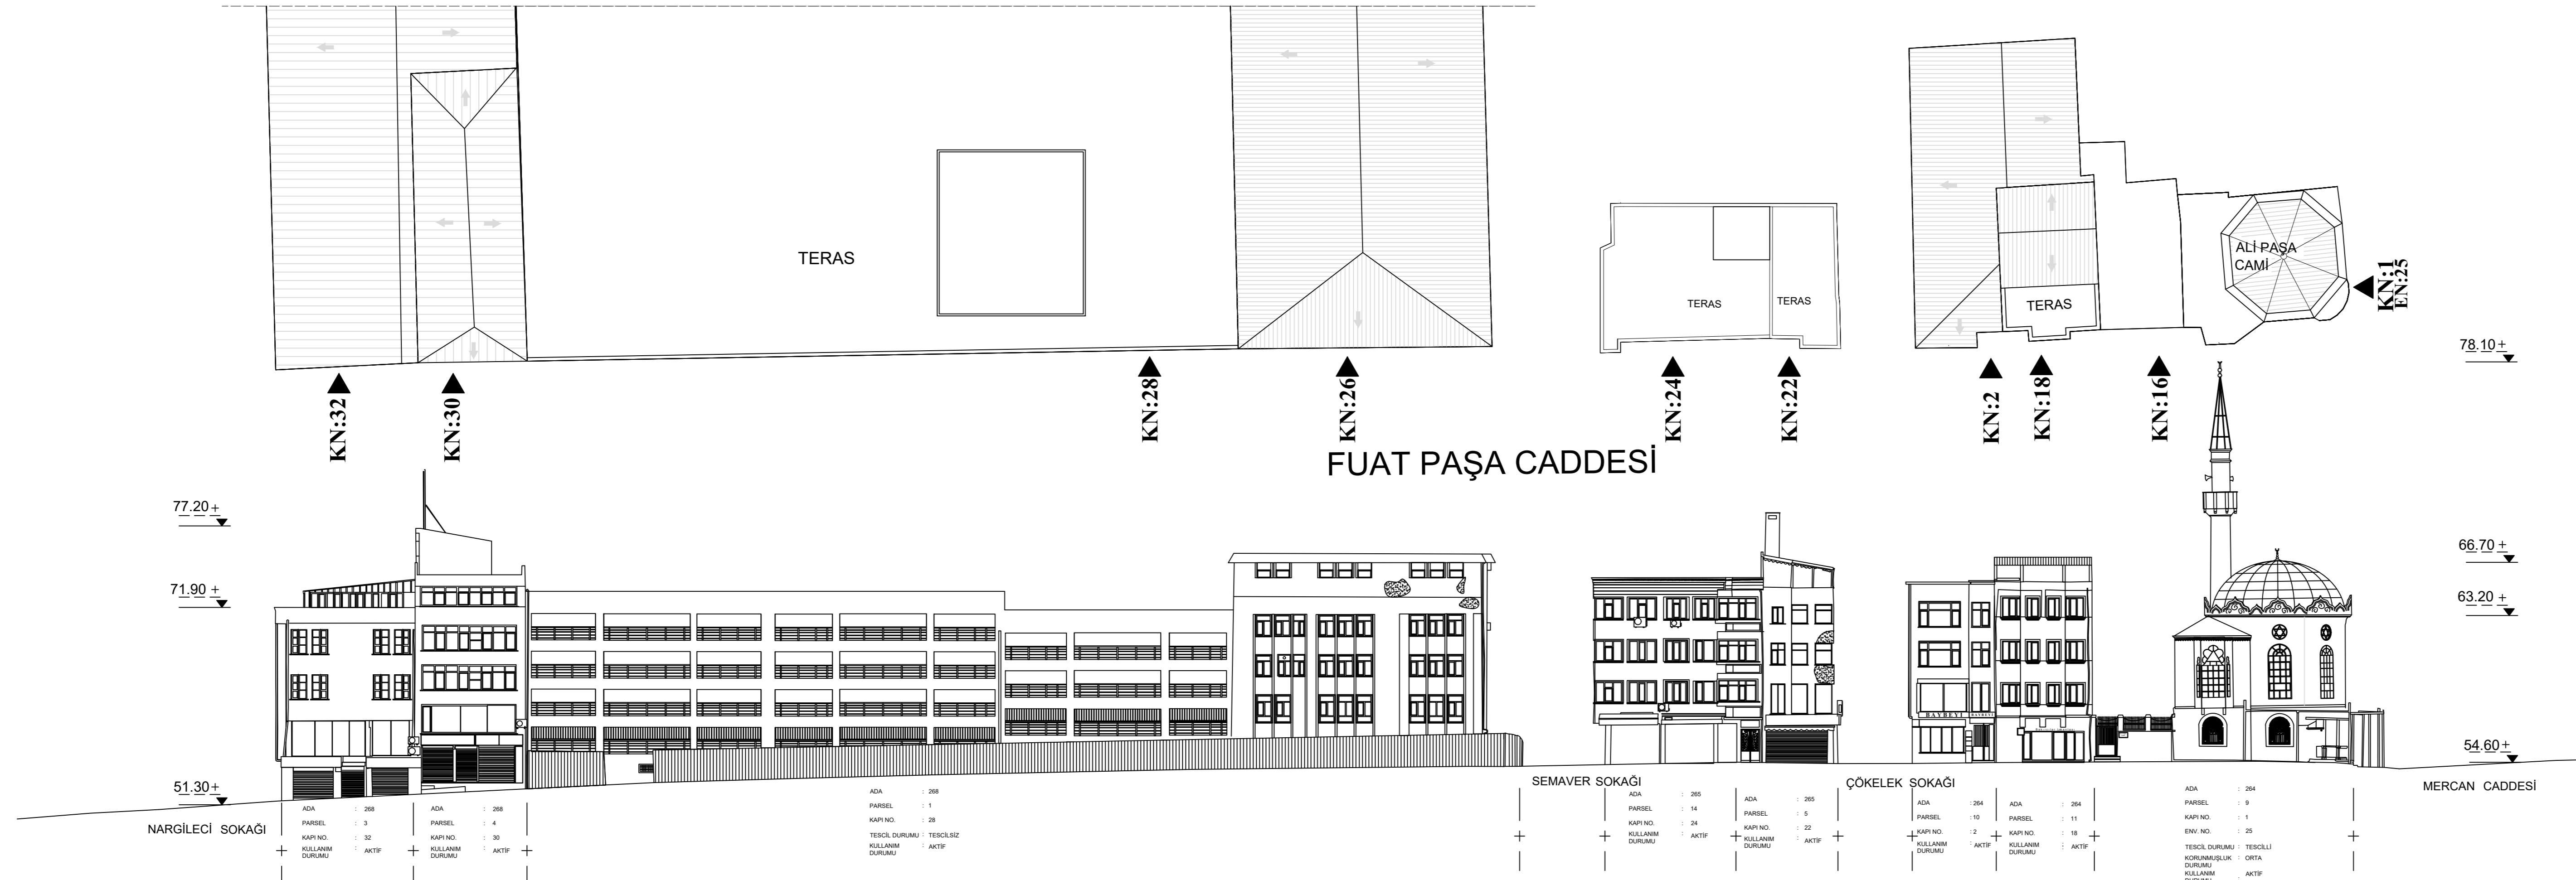 TERAS
TERAS
TERAS
TERAS
ALİ PAŞA
CAMİ
KN:1
EN:25
KN:32
KN:30
KN:28
KN:26
KN:24
KN:22
KN:2
KN:18
KN:16
78.10+
FUAT PAŞA CADDESİ
77.20+
71.90 +
51.30+
66.70 +
63.20 +
54.60+
BAYBEYİ
BAYBEYİ
NARGİLECİ SOKAĞI
SEMAVER SOKAĞI
ÇÖKELEK SOKAĞI
MERCAN CADDESİ
ADA : 268
PARSEL : 3
KAPI NO. : 32
KULLANIM DURUMU : AKTİF
ADA : 268
PARSEL : 4
KAPI NO. : 30
KULLANIM DURUMU : AKTİF
ADA : 268
PARSEL : 1
KAPI NO. : 28
TESCİL DURUMU : TESCİLSİZ
KULLANIM DURUMU : AKTİF
ADA : 265
PARSEL : 14
KAPI NO. : 24
KULLANIM DURUMU : AKTİF
ADA : 265
PARSEL : 5
KAPI NO. : 22
KULLANIM DURUMU : AKTİF
ADA : 264
PARSEL : 10
KAPI NO. : 2
KULLANIM DURUMU : AKTİF
ADA : 264
PARSEL : 11
KAPI NO. : 18
KULLANIM DURUMU : AKTİF
ADA : 264
PARSEL : 9
KAPI NO. : 1
ENV. NO. : 25
TESCİL DURUMU : TESCİLLİ
KORUNMUŞLUK DURUMU : ORTA
KULLANIM DURUMU : AKTİF